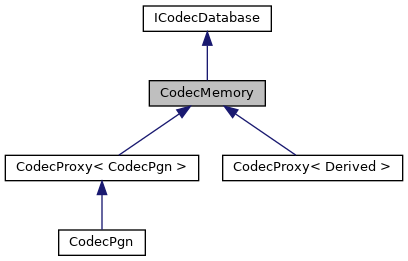 ICodecDatabase
CodecMemory
CodecProxy< CodecPgn >
CodecProxy< Derived >
CodecPgn